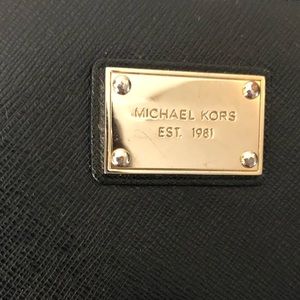 MICHAEL KORS
EST. 1981